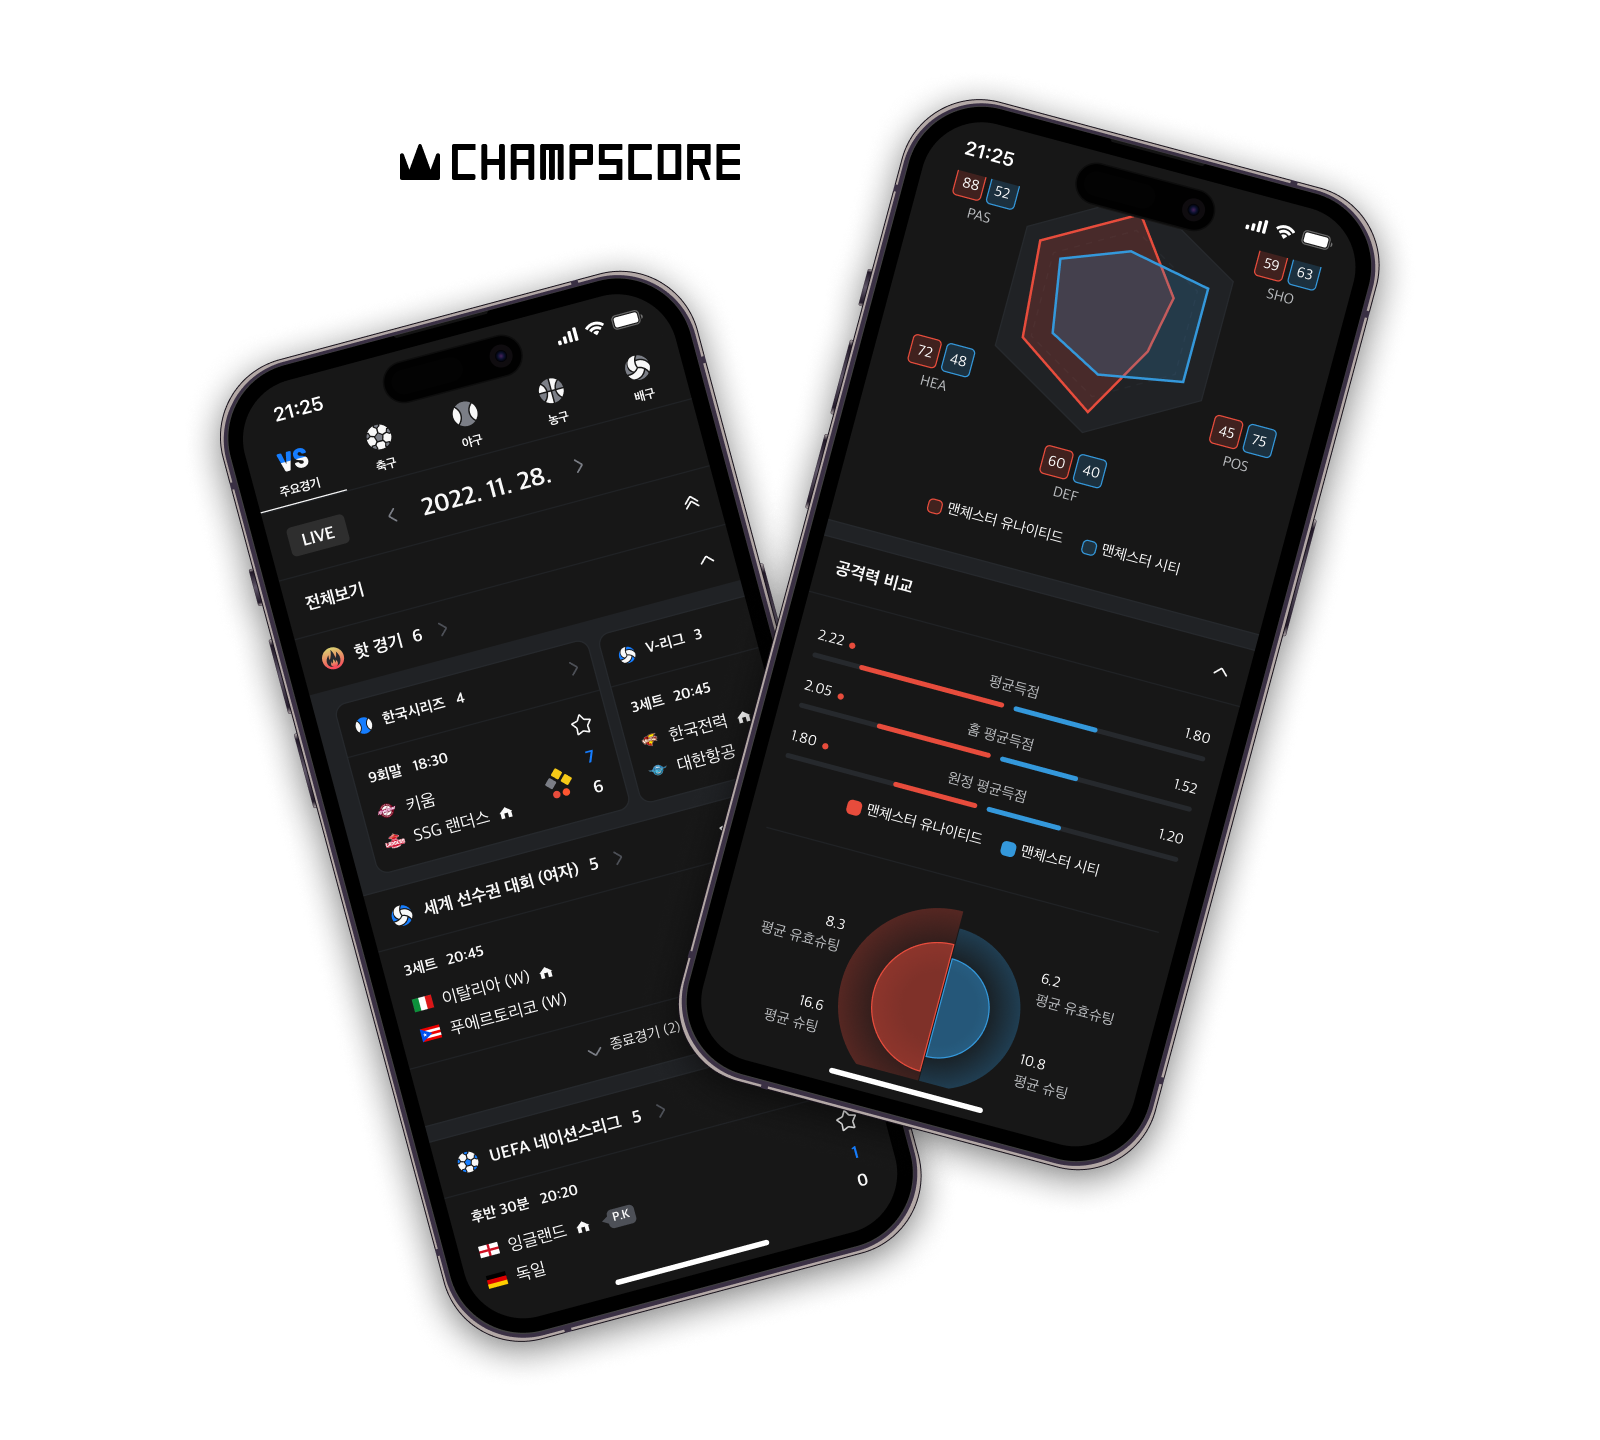 CHAMPSCORE
21:25
주요경기
축구
야구
농구
배구
LIVE
2022. 11. 28.
전체보기
핫 경기 6
한국시리즈 4
9회말 18:30
키움
7
SSG 랜더스
6
V-리그 3
3세트 20:45
한국전력
대한항공
세계 선수권 대회 (여자) 5
3세트 20:45
이탈리아 (W)
푸에르토리코 (W)
종료경기 (2)
UEFA 네이션스리그 5
후반 30분 20:20
잉글랜드 P.K
1
독일
0
21:25
88 52
PAS
59 63
SHO
72 48
HEA
45 75
POS
60 40
DEF
맨체스터 유나이티드 맨체스터 시티
공격력 비교
2.22 평균득점 1.80
2.05 홈 평균득점 1.52
1.80 원정 평균득점 1.20
맨체스터 유나이티드 맨체스터 시티
8.3
평균 유효슈팅
16.6
평균 슈팅
6.2
평균 유효슈팅
10.8
평균 슈팅